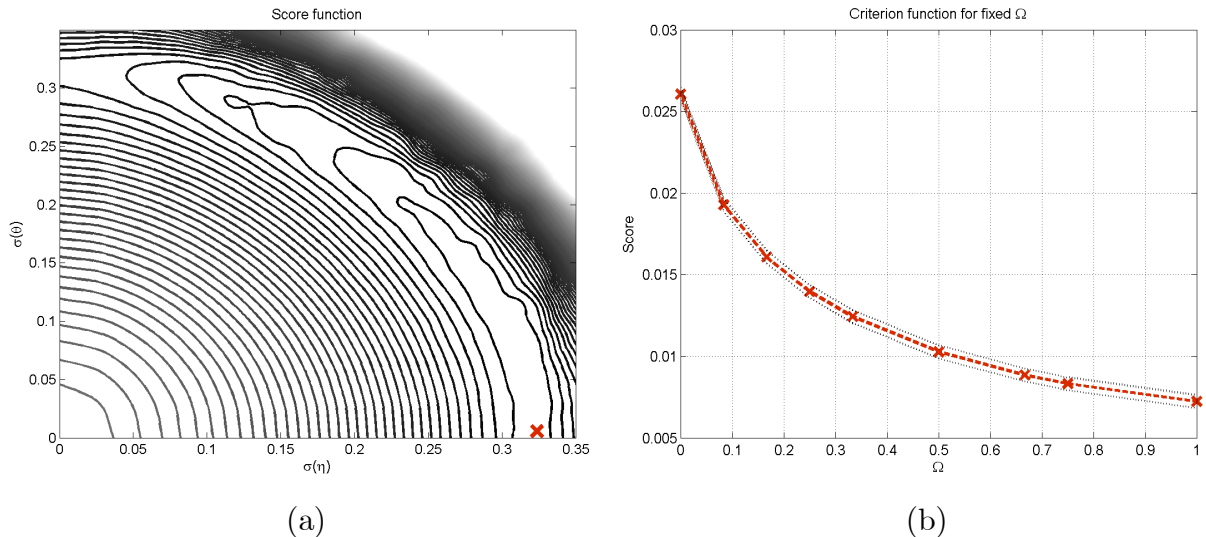 Score function
σ(θ)
0.3
0.25
0.2
0.15
0.1
0.05
0
0 0.05 0.1 0.15 0.2 0.25 0.3 0.35
σ(η)
(a)
Criterion function for fixed Ω
Score
0.03
0.025
0.02
0.015
0.01
0.005
0 0.1 0.2 0.3 0.4 0.5 0.6 0.7 0.8 0.9 1
Ω
(b)